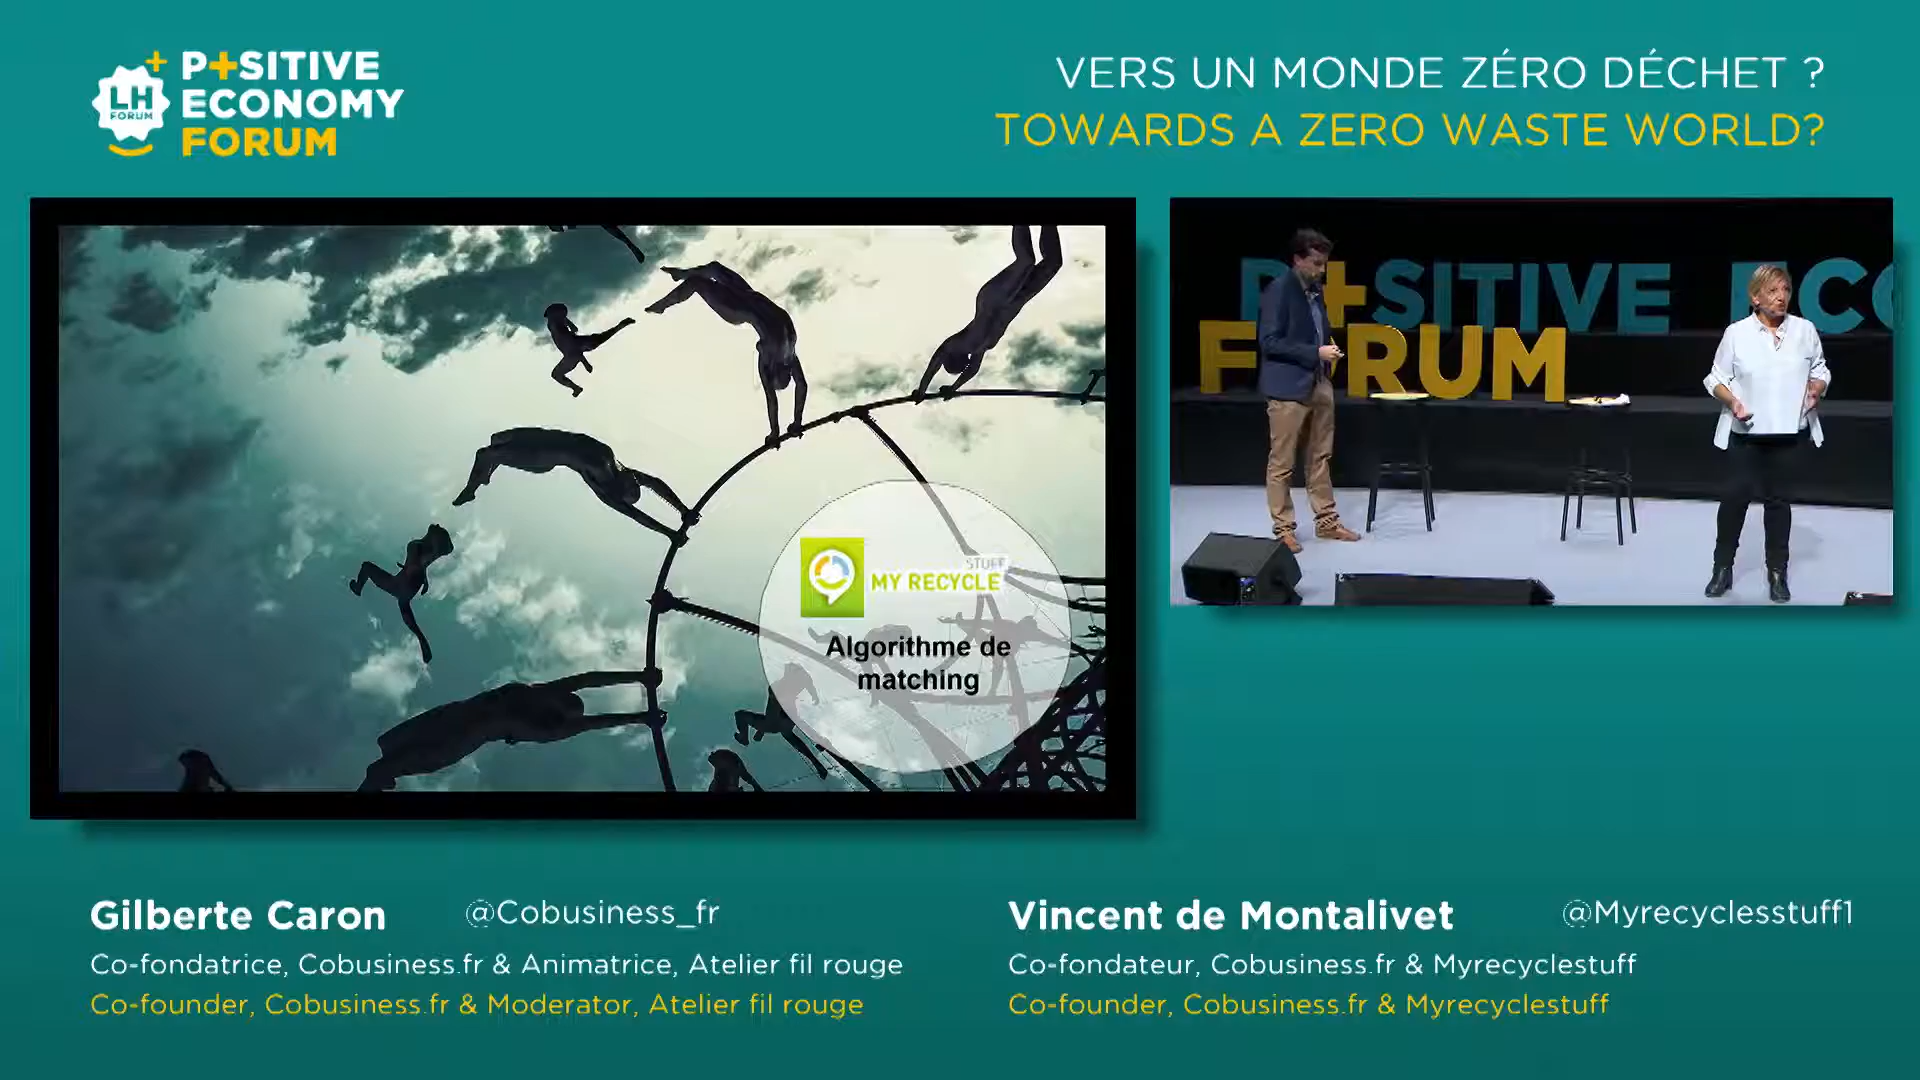 P+SITIVE
ECONOMY
FORUM
LH
FORUM
VERS UN MONDE ZÉRO DÉCHET ?
TOWARDS A ZERO WASTE WORLD?
STUFF
MY RECYCLE
Algorithme de
matching
P+SITIVE ECO
FORUM
Gilberte Caron
@Cobusiness_fr
Co-fondatrice, Cobusiness.fr & Animatrice, Atelier fil rouge
Co-founder, Cobusiness.fr & Moderator, Atelier fil rouge
Vincent de Montalivet
@Myrecyclesstuff1
Co-fondateur, Cobusiness.fr & Myrecyclestuff
Co-founder, Cobusiness.fr & Myrecyclestuff